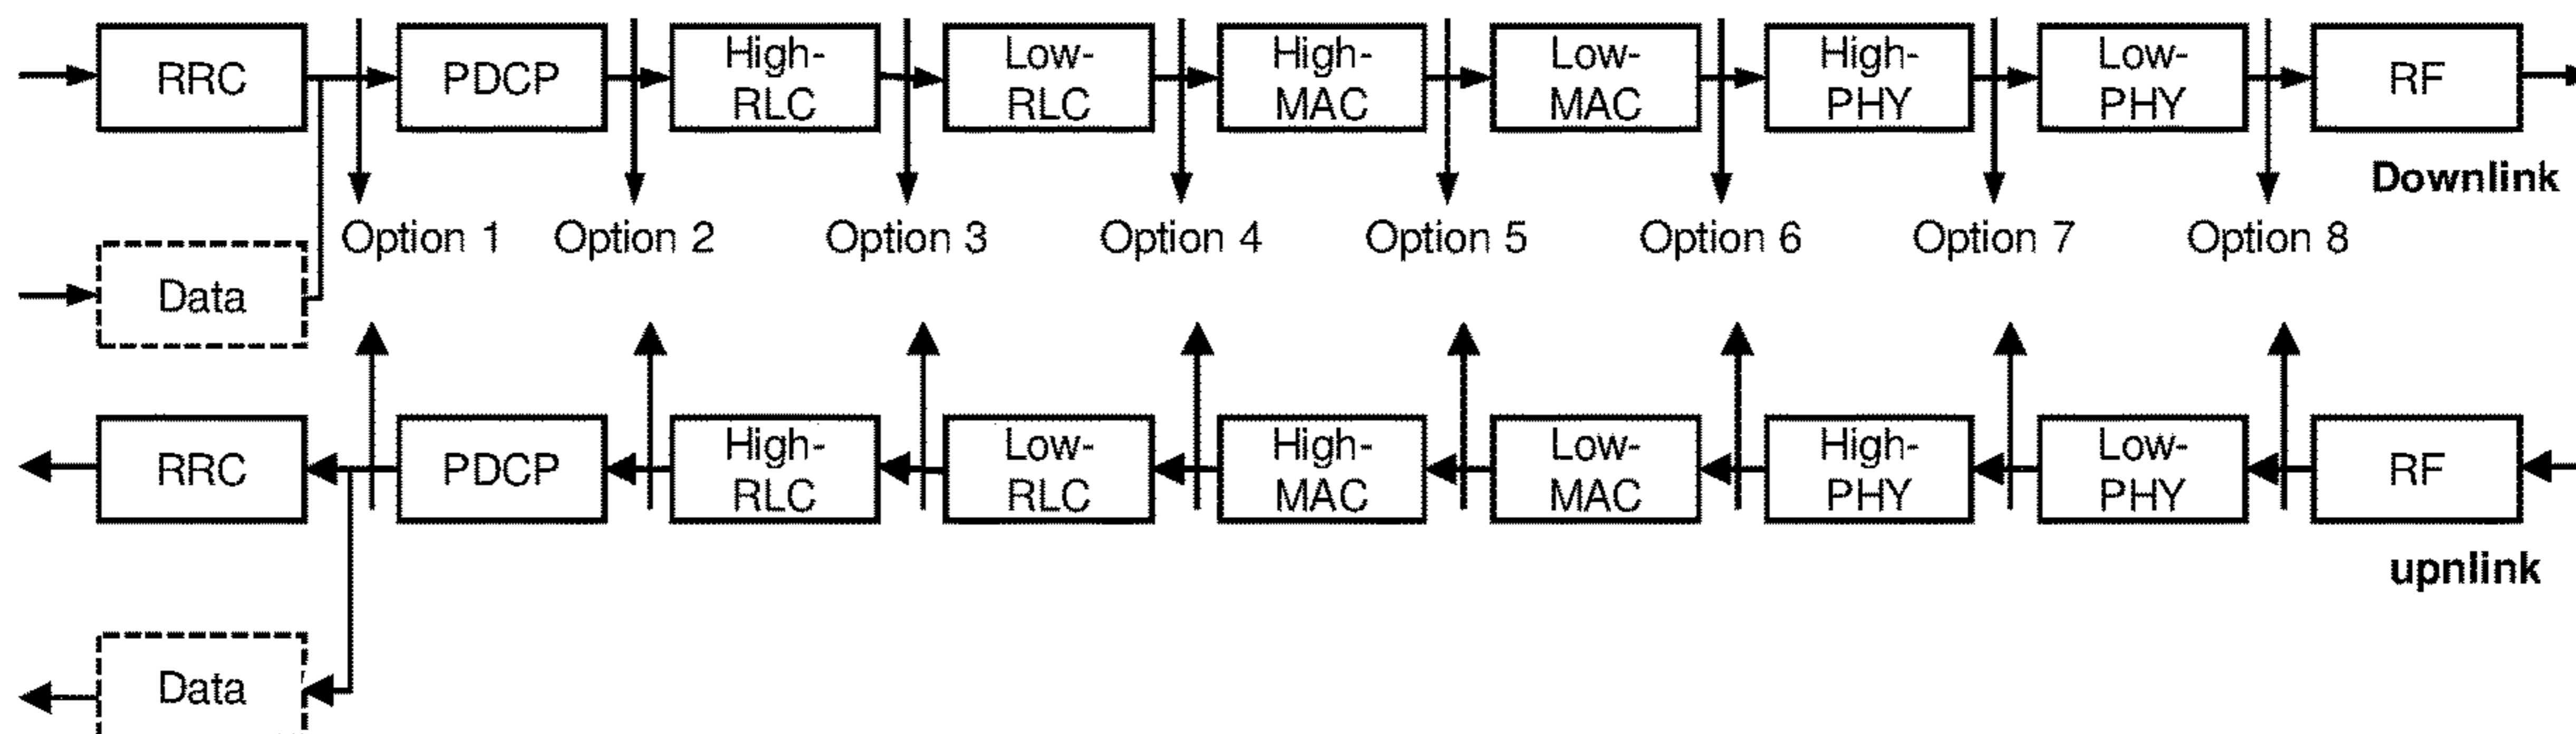 RRC
PDCP
High-
RLC
Low-
RLC
High-
MAC
Low-
MAC
High-
PHY
Low-
PHY
RF
Downlink
Option 1
Option 2
Option 3
Option 4
Option 5
Option 6
Option 7
Option 8
Data
RRC
PDCP
High-
RLC
Low-
RLC
High-
MAC
Low-
MAC
High-
PHY
Low-
PHY
RF
upnlink
Data